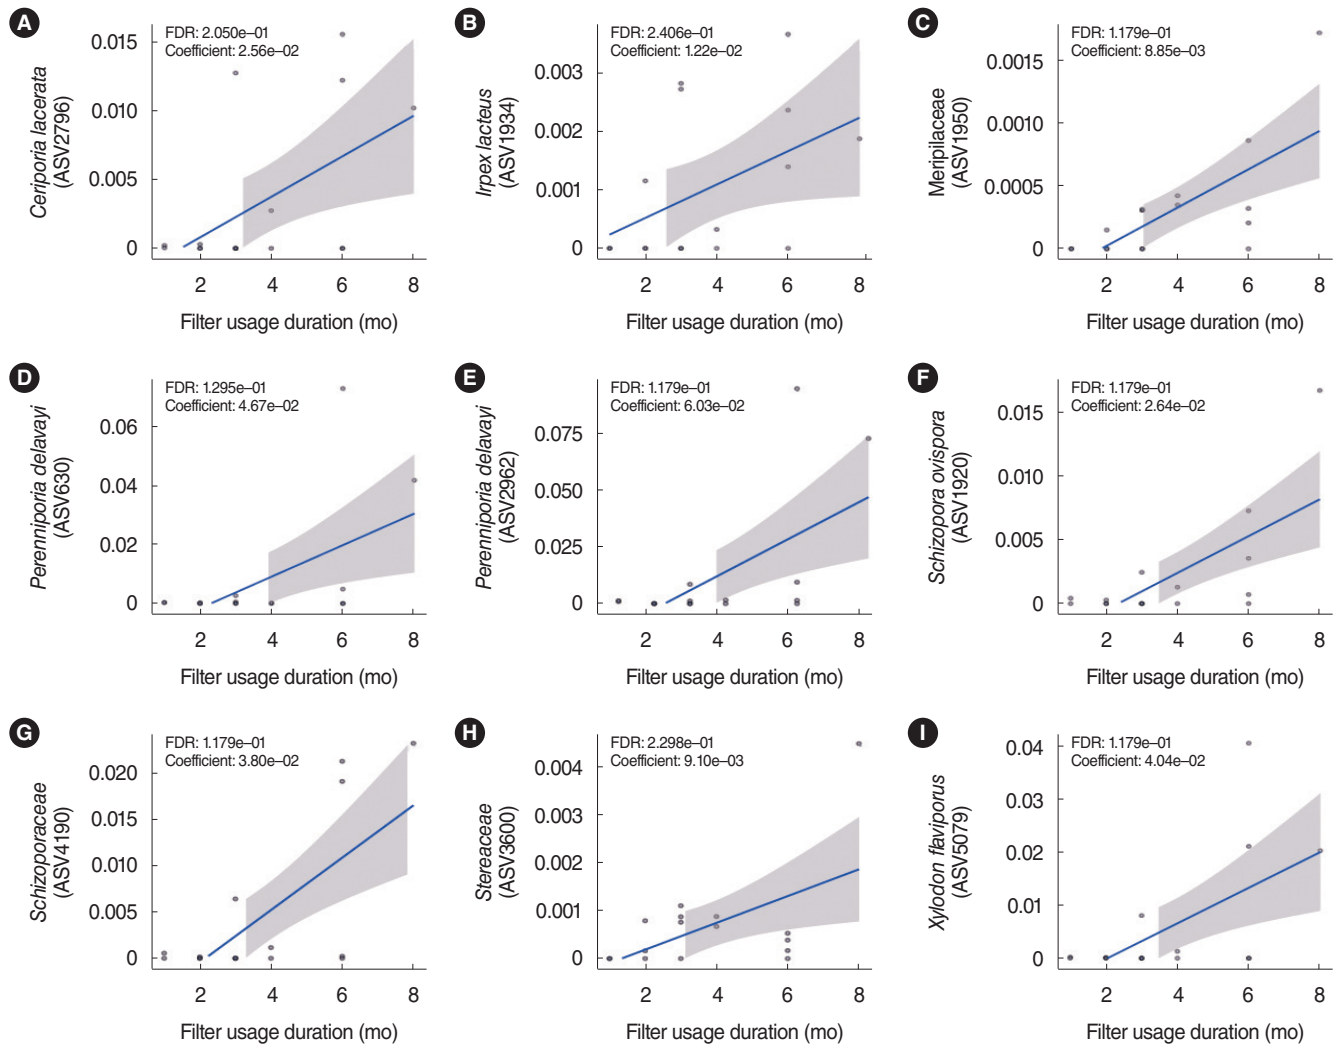 A
FDR: 2.050e–01
Coefficient: 2.56e–02
Ceriporia lacerata
(ASV2796)
0.015
0.010
0.005
0
2 4 6 8
Filter usage duration (mo)
B
FDR: 2.406e–01
Coefficient: 1.22e–02
Irpex lacteus
(ASV1934)
0.003
0.002
0.001
0
2 4 6 8
Filter usage duration (mo)
C
FDR: 1.179e–01
Coefficient: 8.85e–03
Meripilaceae
(ASV1950)
0.0015
0.0010
0.0005
0
2 4 6 8
Filter usage duration (mo)
D
FDR: 1.295e–01
Coefficient: 4.67e–02
Perenniporia delavayi
(ASV630)
0.06
0.04
0.02
0
2 4 6 8
Filter usage duration (mo)
E
FDR: 1.179e–01
Coefficient: 6.03e–02
Perenniporia delavayi
(ASV2962)
0.075
0.050
0.025
0
2 4 6 8
Filter usage duration (mo)
F
FDR: 1.179e–01
Coefficient: 2.64e–02
Schizopora ovispora
(ASV1920)
0.015
0.010
0.005
0
2 4 6 8
Filter usage duration (mo)
G
FDR: 1.179e–01
Coefficient: 3.80e–02
Schizoporaceae
(ASV4190)
0.020
0.015
0.010
0.005
0
2 4 6 8
Filter usage duration (mo)
H
FDR: 2.298e–01
Coefficient: 9.10e–03
Stereaceae
(ASV3600)
0.004
0.003
0.002
0.001
0
2 4 6 8
Filter usage duration (mo)
I
FDR: 1.179e–01
Coefficient: 4.04e–02
Xylodon flaviporus
(ASV5079)
0.04
0.03
0.02
0.01
0
2 4 6 8
Filter usage duration (mo)